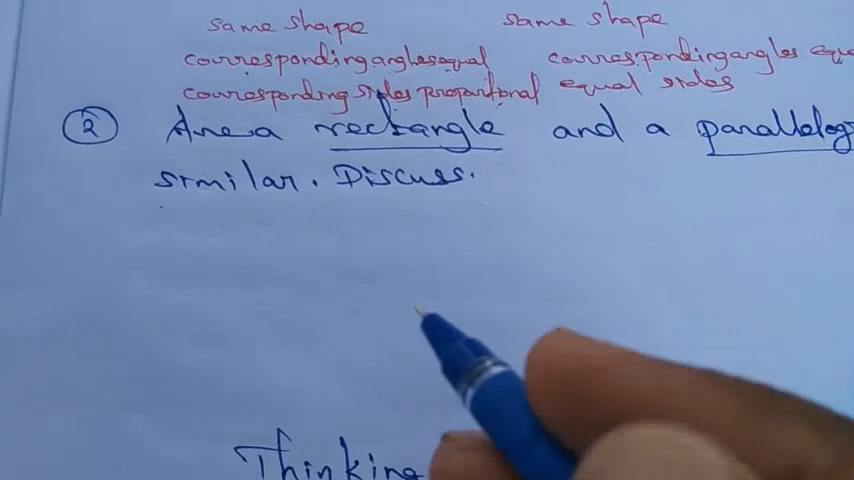 same shape same shape
corresponding angles equal corresponding angles equ
corresponding sides proportional equal sides
② Are a rectangle and a parallelog
similar. Discuss.
Thinking